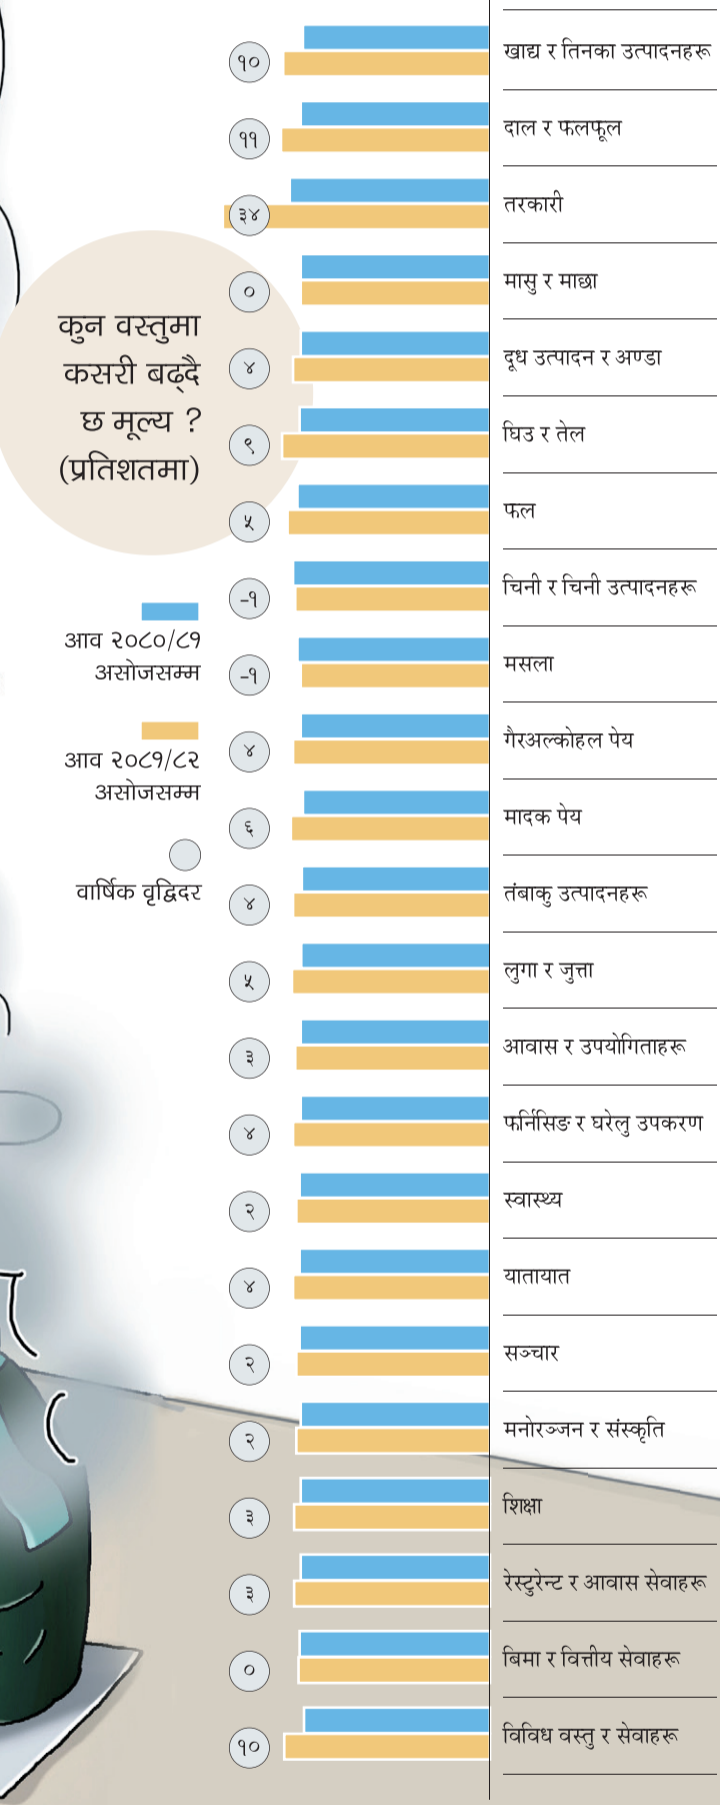 १०
खाद्य र तिनका उत्पादनहरू
११
दाल र फलफूल
३४
तरकारी
०
मासु र माछा
कुन वस्तुमा
कसरी बढ्दै
छ मूल्य ?
(प्रतिशतमा)
४
दूध उत्पादन र अण्डा
९
घिउ र तेल
५
फल
-१
चिनी र चिनी उत्पादनहरू
आव २०८०/८१
असोजसम्म
-१
मसला
आव २०८१/८२
असोजसम्म
४
गैरअल्कोहल पेय
६
मादक पेय
वार्षिक वृद्विदर
४
तंबाकु उत्पादनहरू
५
लुगा र जुत्ता
३
आवास र उपयोगिताहरू
४
फर्निसिङ र घरेलु उपकरण
२
स्वास्थ्य
४
यातायात
२
सञ्चार
२
मनोरञ्जन र संस्कृति
३
शिक्षा
३
रेस्टुरेन्ट र आवास सेवाहरू
०
बिमा र वित्तीय सेवाहरू
१०
विविध वस्तु र सेवाहरू